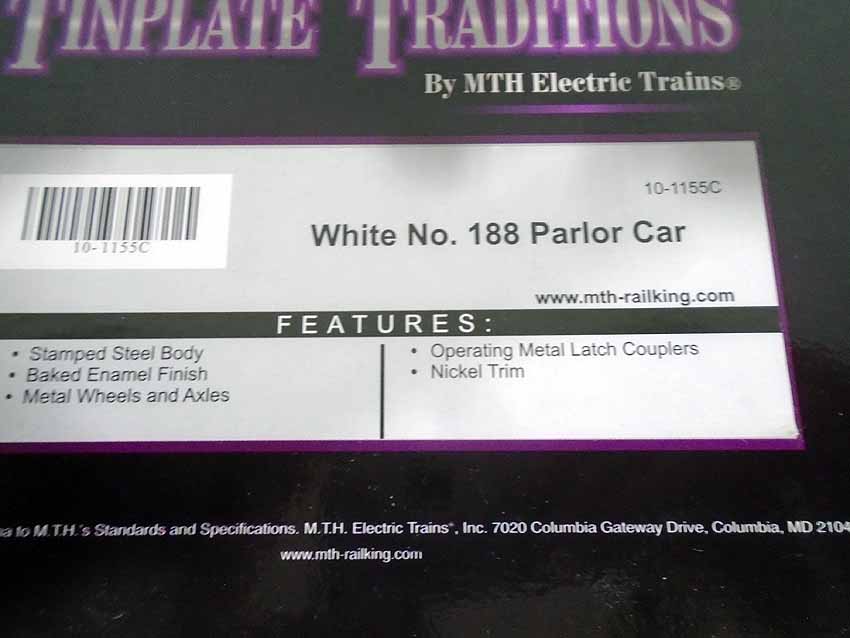 TINPLATE TRADITIONS
By MTH Electric Trains®
10-1155C
10-1155C
White No. 188 Parlor Car
www.mth-railking.com
FEATURES:
• Stamped Steel Body
• Baked Enamel Finish
• Metal Wheels and Axles
• Operating Metal Latch Couplers
• Nickel Trim
to M.T.H.'s Standards and Specifications. M.T.H. Electric Trains®, Inc. 7020 Columbia Gateway Drive, Columbia, MD 2104
www.mth-railking.com